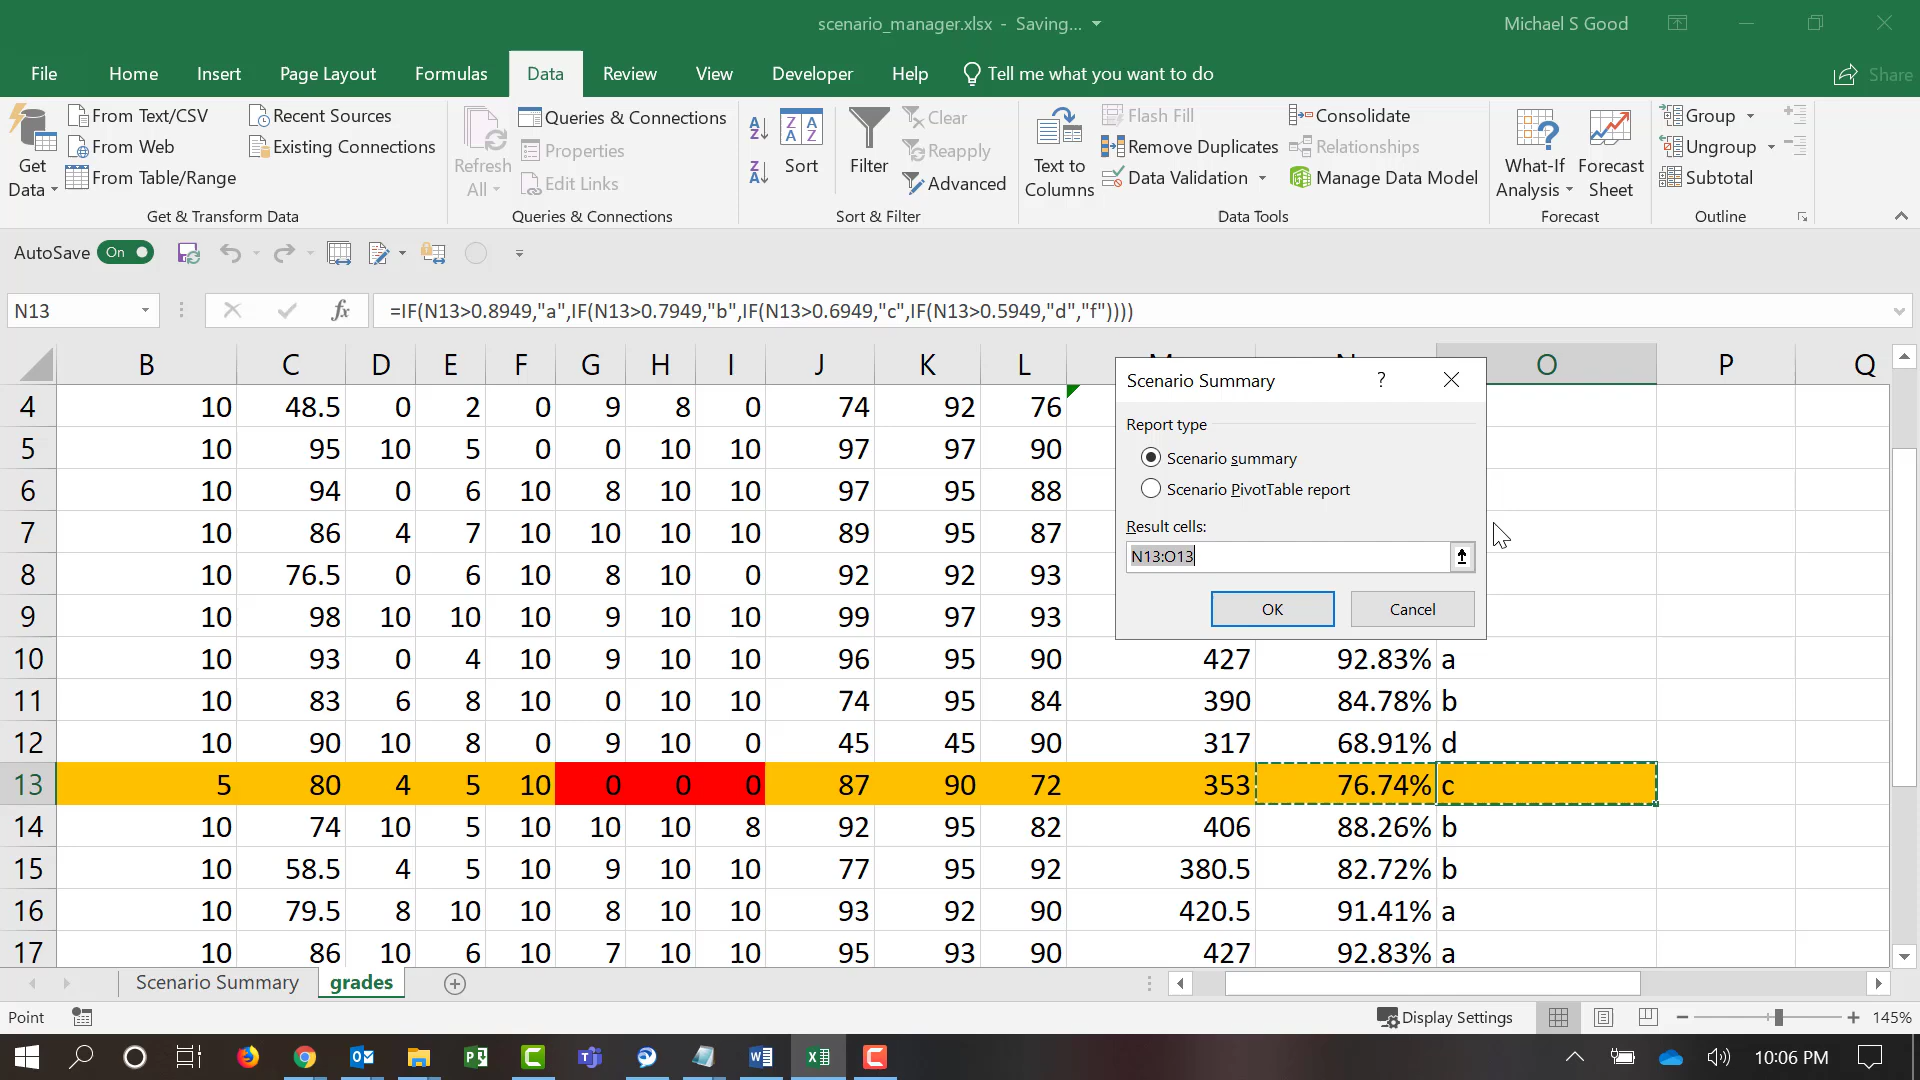 scenario_manager.xlsx - Saving...
Michael S Good
File Home Insert Page Layout Formulas Data Review View Developer Help Tell me what you want to do Share
Get Data
From Text/CSV
From Web
From Table/Range
Recent Sources
Existing Connections
Get & Transform Data
Refresh All
Queries & Connections
Properties
Edit Links
Queries & Connections
Sort
Filter
Clear
Reapply
Advanced
Sort & Filter
Text to Columns
Flash Fill
Remove Duplicates
Data Validation
Consolidate
Relationships
Manage Data Model
Data Tools
What-If Analysis
Forecast Sheet
Forecast
Group
Ungroup
Subtotal
Outline
AutoSave On
N13 fx =IF(N13>0.8949,"a",IF(N13>0.7949,"b",IF(N13>0.6949,"c",IF(N13>0.5949,"d","f"))))
B C D E F G H I J K L O P Q
4 10 48.5 0 2 0 9 8 0 74 92 76
5 10 95 10 5 0 0 10 10 97 97 90
6 10 94 0 6 10 8 10 10 97 95 88
7 10 86 4 7 10 10 10 10 89 95 87
8 10 76.5 0 6 10 8 10 0 92 92 93
9 10 98 10 10 10 9 10 10 99 97 93
10 10 93 0 4 10 9 10 10 96 95 90 427 92.83% a
11 10 83 6 8 10 0 10 10 74 95 84 390 84.78% b
12 10 90 10 8 0 9 10 0 45 45 90 317 68.91% d
13 5 80 4 5 10 0 0 0 87 90 72 353 76.74% c
14 10 74 10 5 10 10 10 8 92 95 82 406 88.26% b
15 10 58.5 4 5 10 9 10 10 77 95 92 380.5 82.72% b
16 10 79.5 8 10 10 8 10 10 93 92 90 420.5 91.41% a
17 10 86 10 6 10 7 10 10 95 93 90 427 92.83% a
Scenario Summary ?
Report type
Scenario summary
Scenario PivotTable report
Result cells:
N13:O13
OK Cancel
Scenario Summary grades
Point
Display Settings
145%
10:06 PM